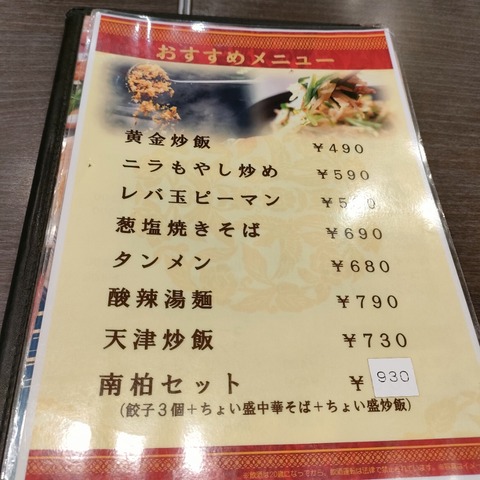 おすすめメニュー
黄金炒飯 ￥490
ニラもやし炒め ￥590
レバ玉ピーマン
葱塩焼きそば ￥690
タンメン ￥680
酸辣湯麺 ￥790
天津炒飯 ￥730
南柏セット ￥930
(餃子３個＋ちょい盛中華そば＋ちょい盛炒飯)